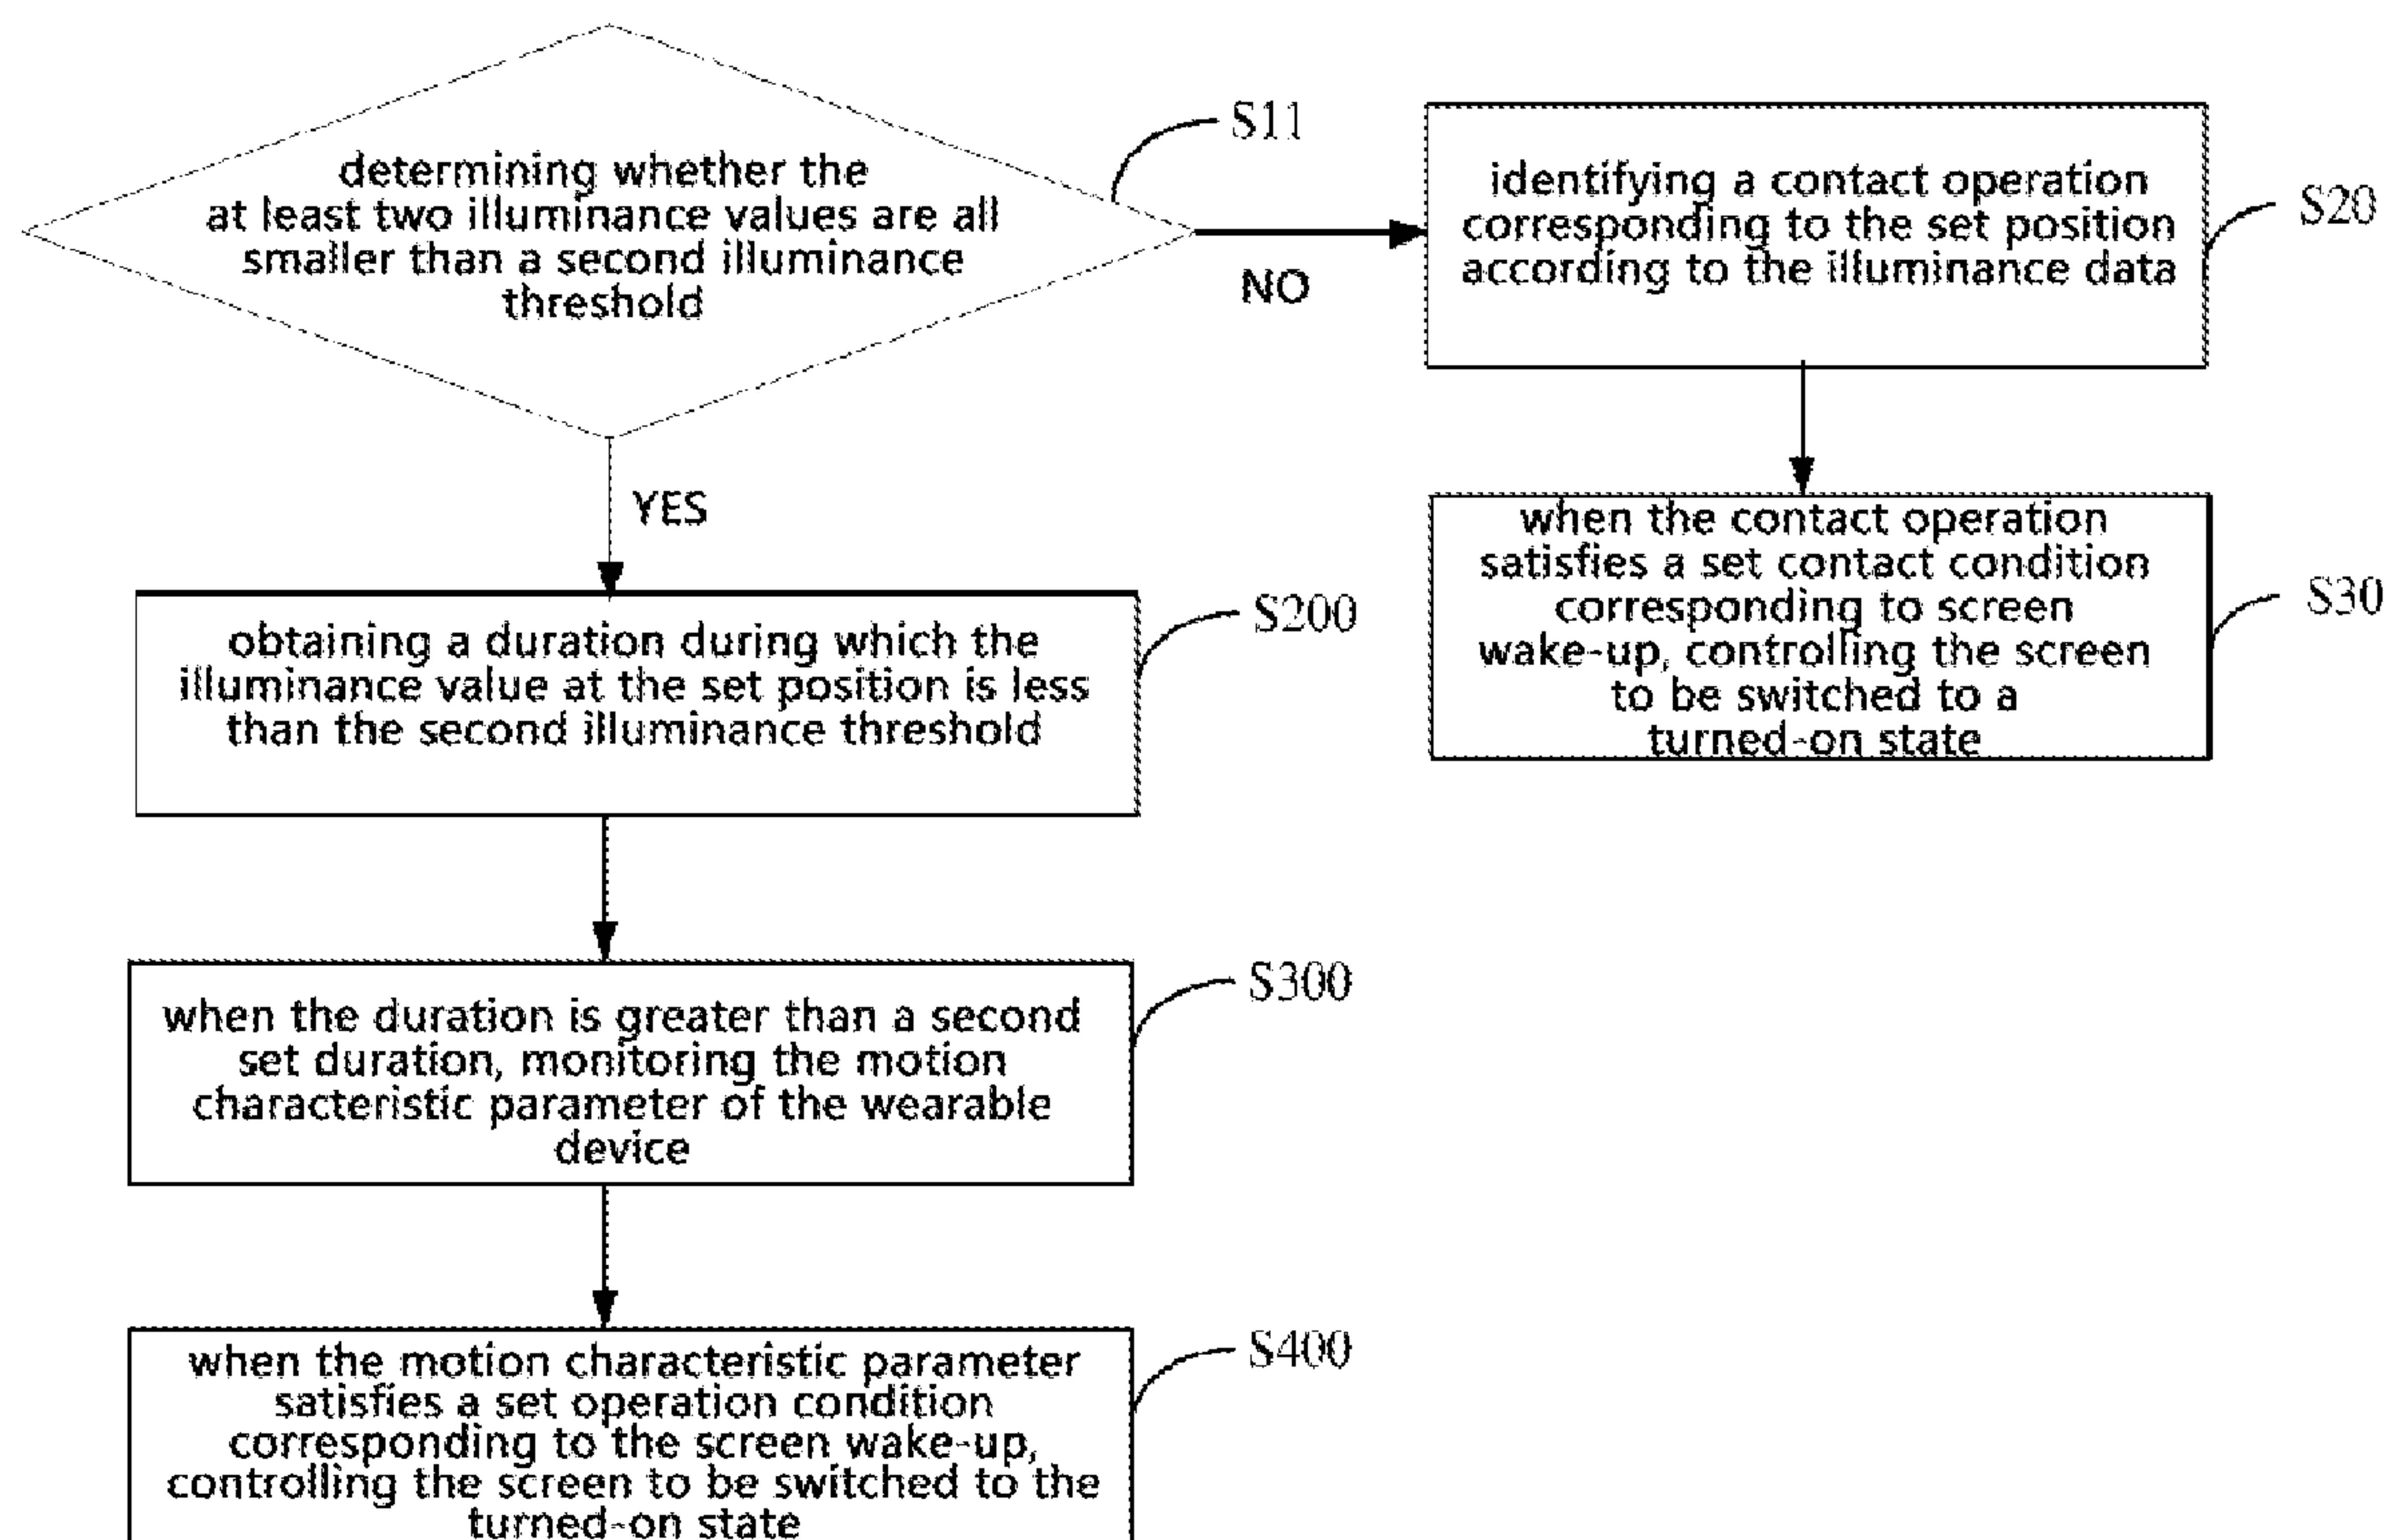 determining whether the
at least two illuminance values are all
smaller than a second illuminance
threshold
S11
NO
identifying a contact operation
corresponding to the set position
according to the illuminance data
S20
YES
when the contact operation
satisfies a set contact condition
corresponding to screen
wake-up, controlling the screen
to be switched to a
turned-on state
S30
obtaining a duration during which the
illuminance value at the set position is less
than the second illuminance threshold
S200
when the duration is greater than a second
set duration, monitoring the motion
characteristic parameter of the wearable
device
S300
when the motion characteristic parameter
satisfies a set operation condition
corresponding to the screen wake-up,
controlling the screen to be switched to the
turned-on state
S400